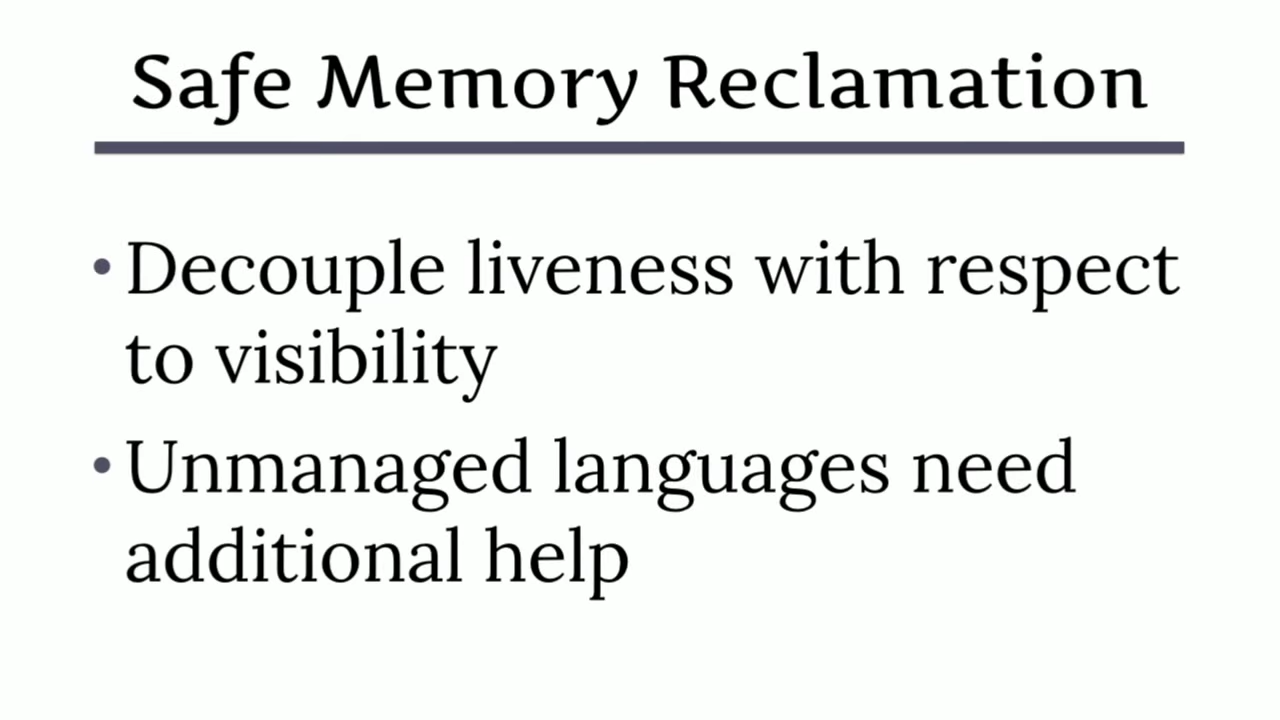 Safe Memory Reclamation
• Decouple liveness with respect
to visibility
• Unmanaged languages need
additional help